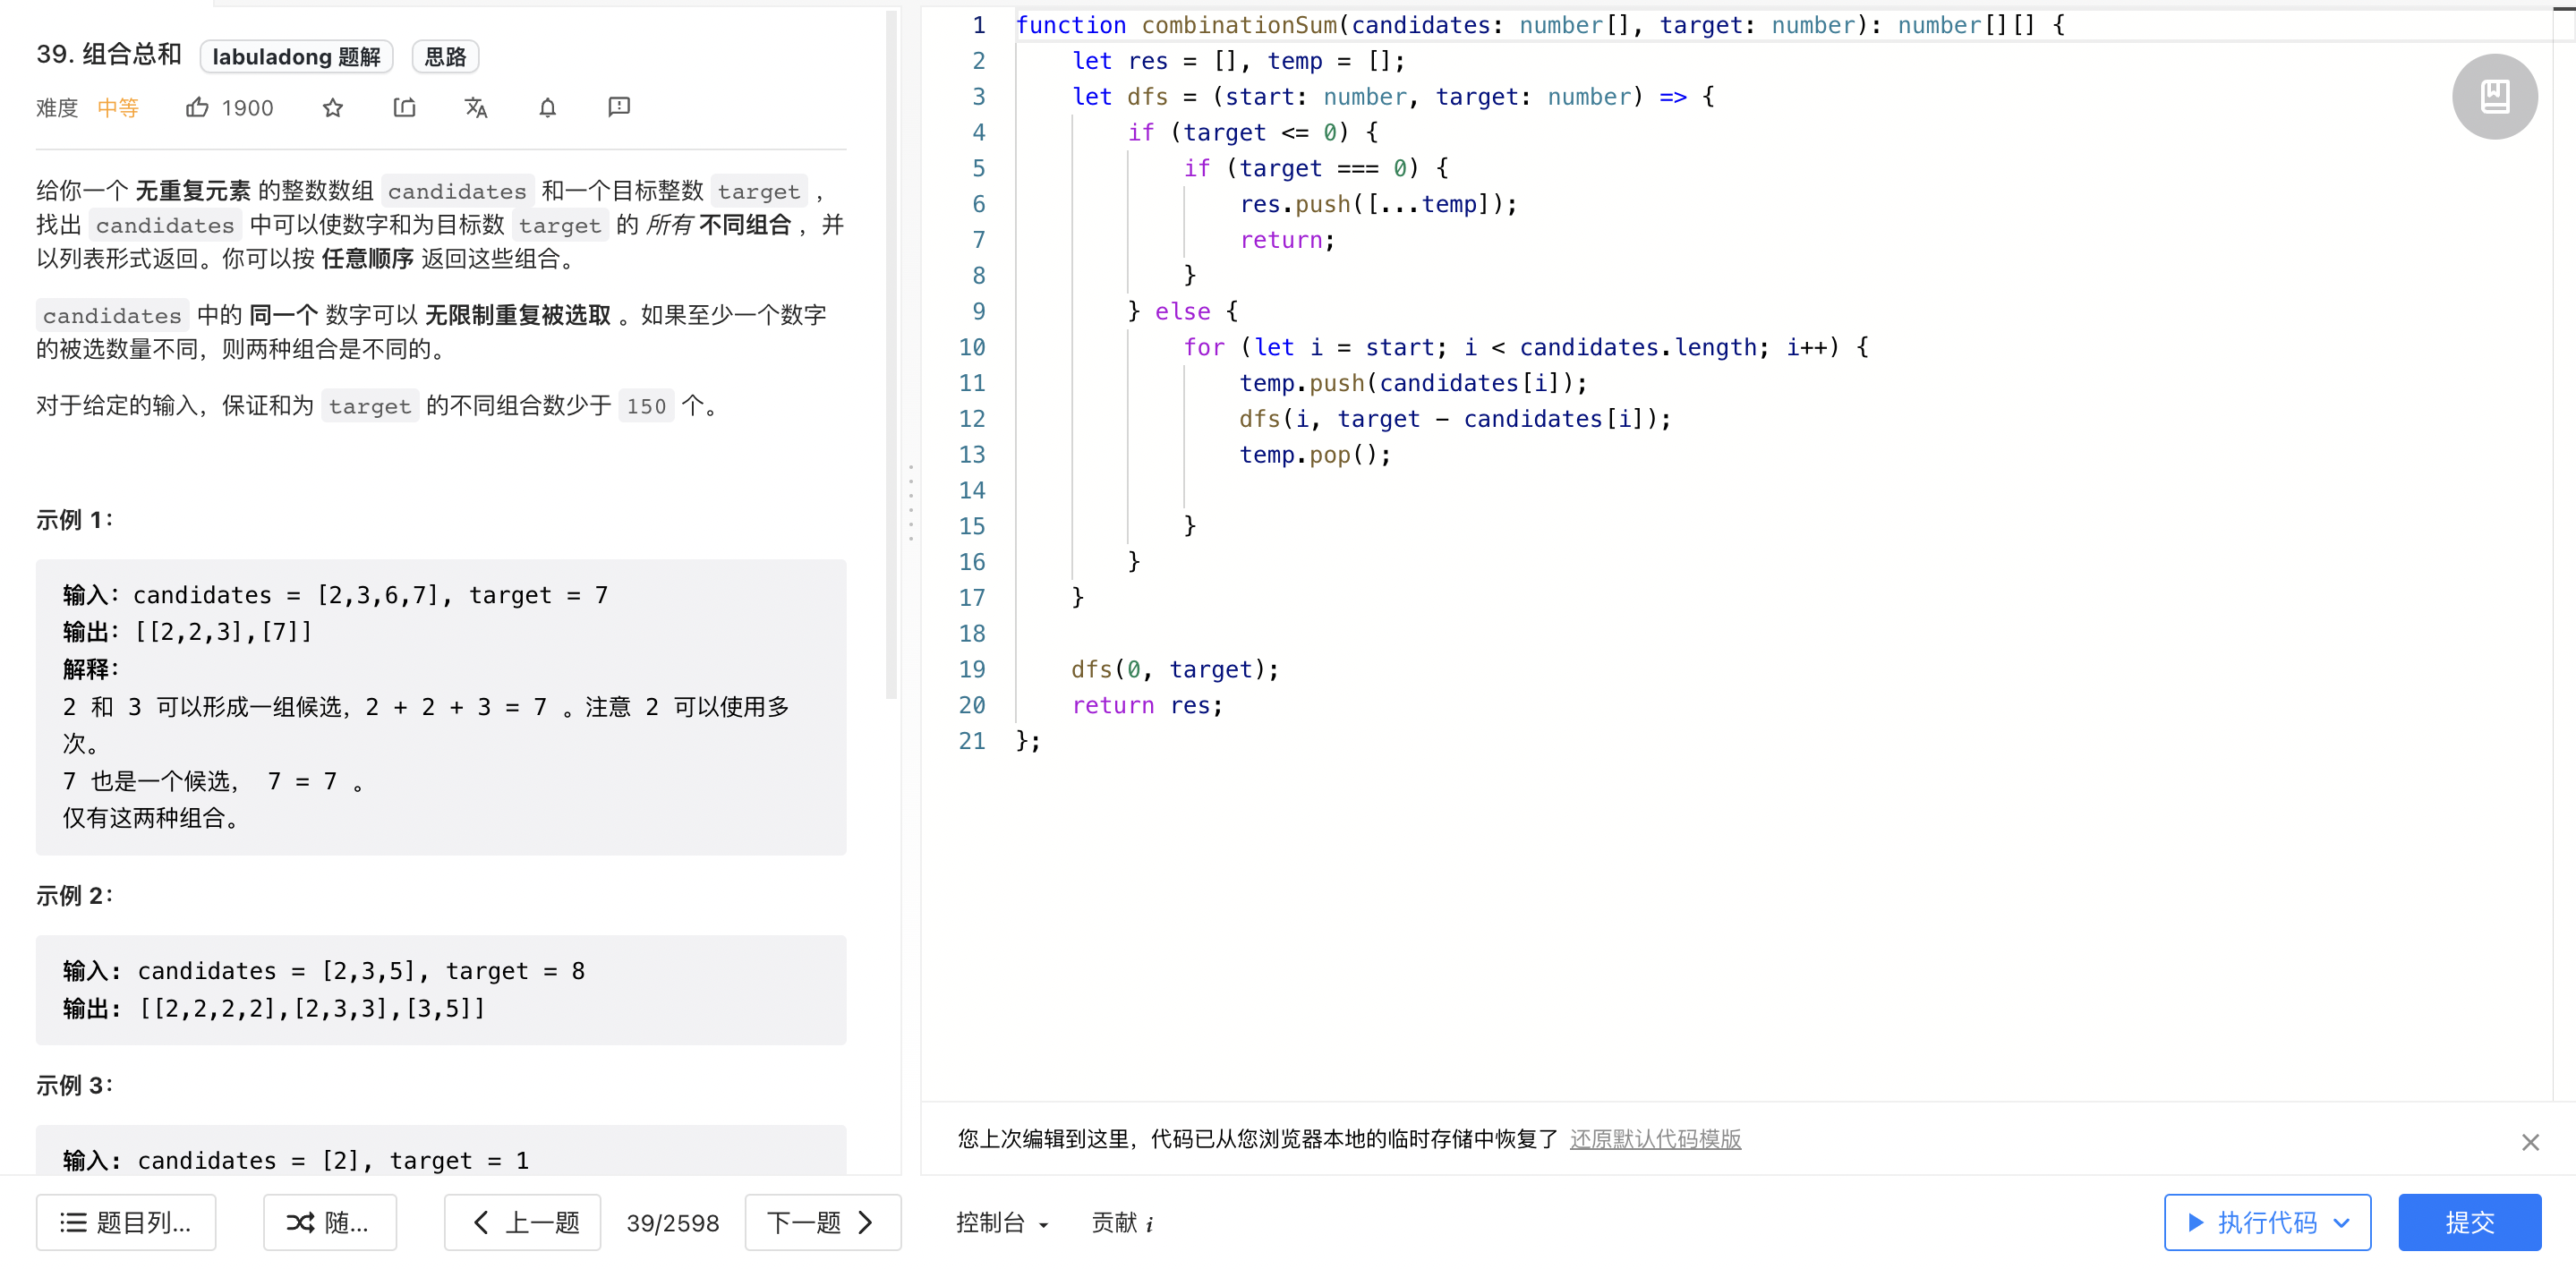 39. 组合总和 labuladong 题解 思路
难度 中等 1900
给你一个 无重复元素 的整数数组 candidates 和一个目标整数 target ，
找出 candidates 中可以使数字和为目标数 target 的 所有 不同组合 ，并
以列表形式返回。你可以按 任意顺序 返回这些组合。
candidates 中的 同一个 数字可以 无限制重复被选取 。如果至少一个数字
的被选数量不同，则两种组合是不同的。
对于给定的输入，保证和为 target 的不同组合数少于 150 个。
示例 1：
输入：candidates = [2,3,6,7], target = 7
输出：[[2,2,3],[7]]
解释：
2 和 3 可以形成一组候选，2 + 2 + 3 = 7 。注意 2 可以使用多
次。
7 也是一个候选， 7 = 7 。
仅有这两种组合。
示例 2：
输入: candidates = [2,3,5], target = 8
输出: [[2,2,2,2],[2,3,3],[3,5]]
示例 3：
输入: candidates = [2], target = 1
题目列...
随...
上一题
39/2598
下一题
1 function combinationSum(candidates: number[], target: number): number[][] {
2     let res = [], temp = [];
3     let dfs = (start: number, target: number) => {
4         if (target <= 0) {
5             if (target === 0) {
6                 res.push([...temp]);
7                 return;
8             }
9         } else {
10             for (let i = start; i < candidates.length; i++) {
11                 temp.push(candidates[i]);
12                 dfs(i, target - candidates[i]);
13                 temp.pop();
14
15             }
16         }
17     }
18
19     dfs(0, target);
20     return res;
21 };
您上次编辑到这里，代码已从您浏览器本地的临时存储中恢复了 还原默认代码模版
控制台 贡献 i
执行代码
提交